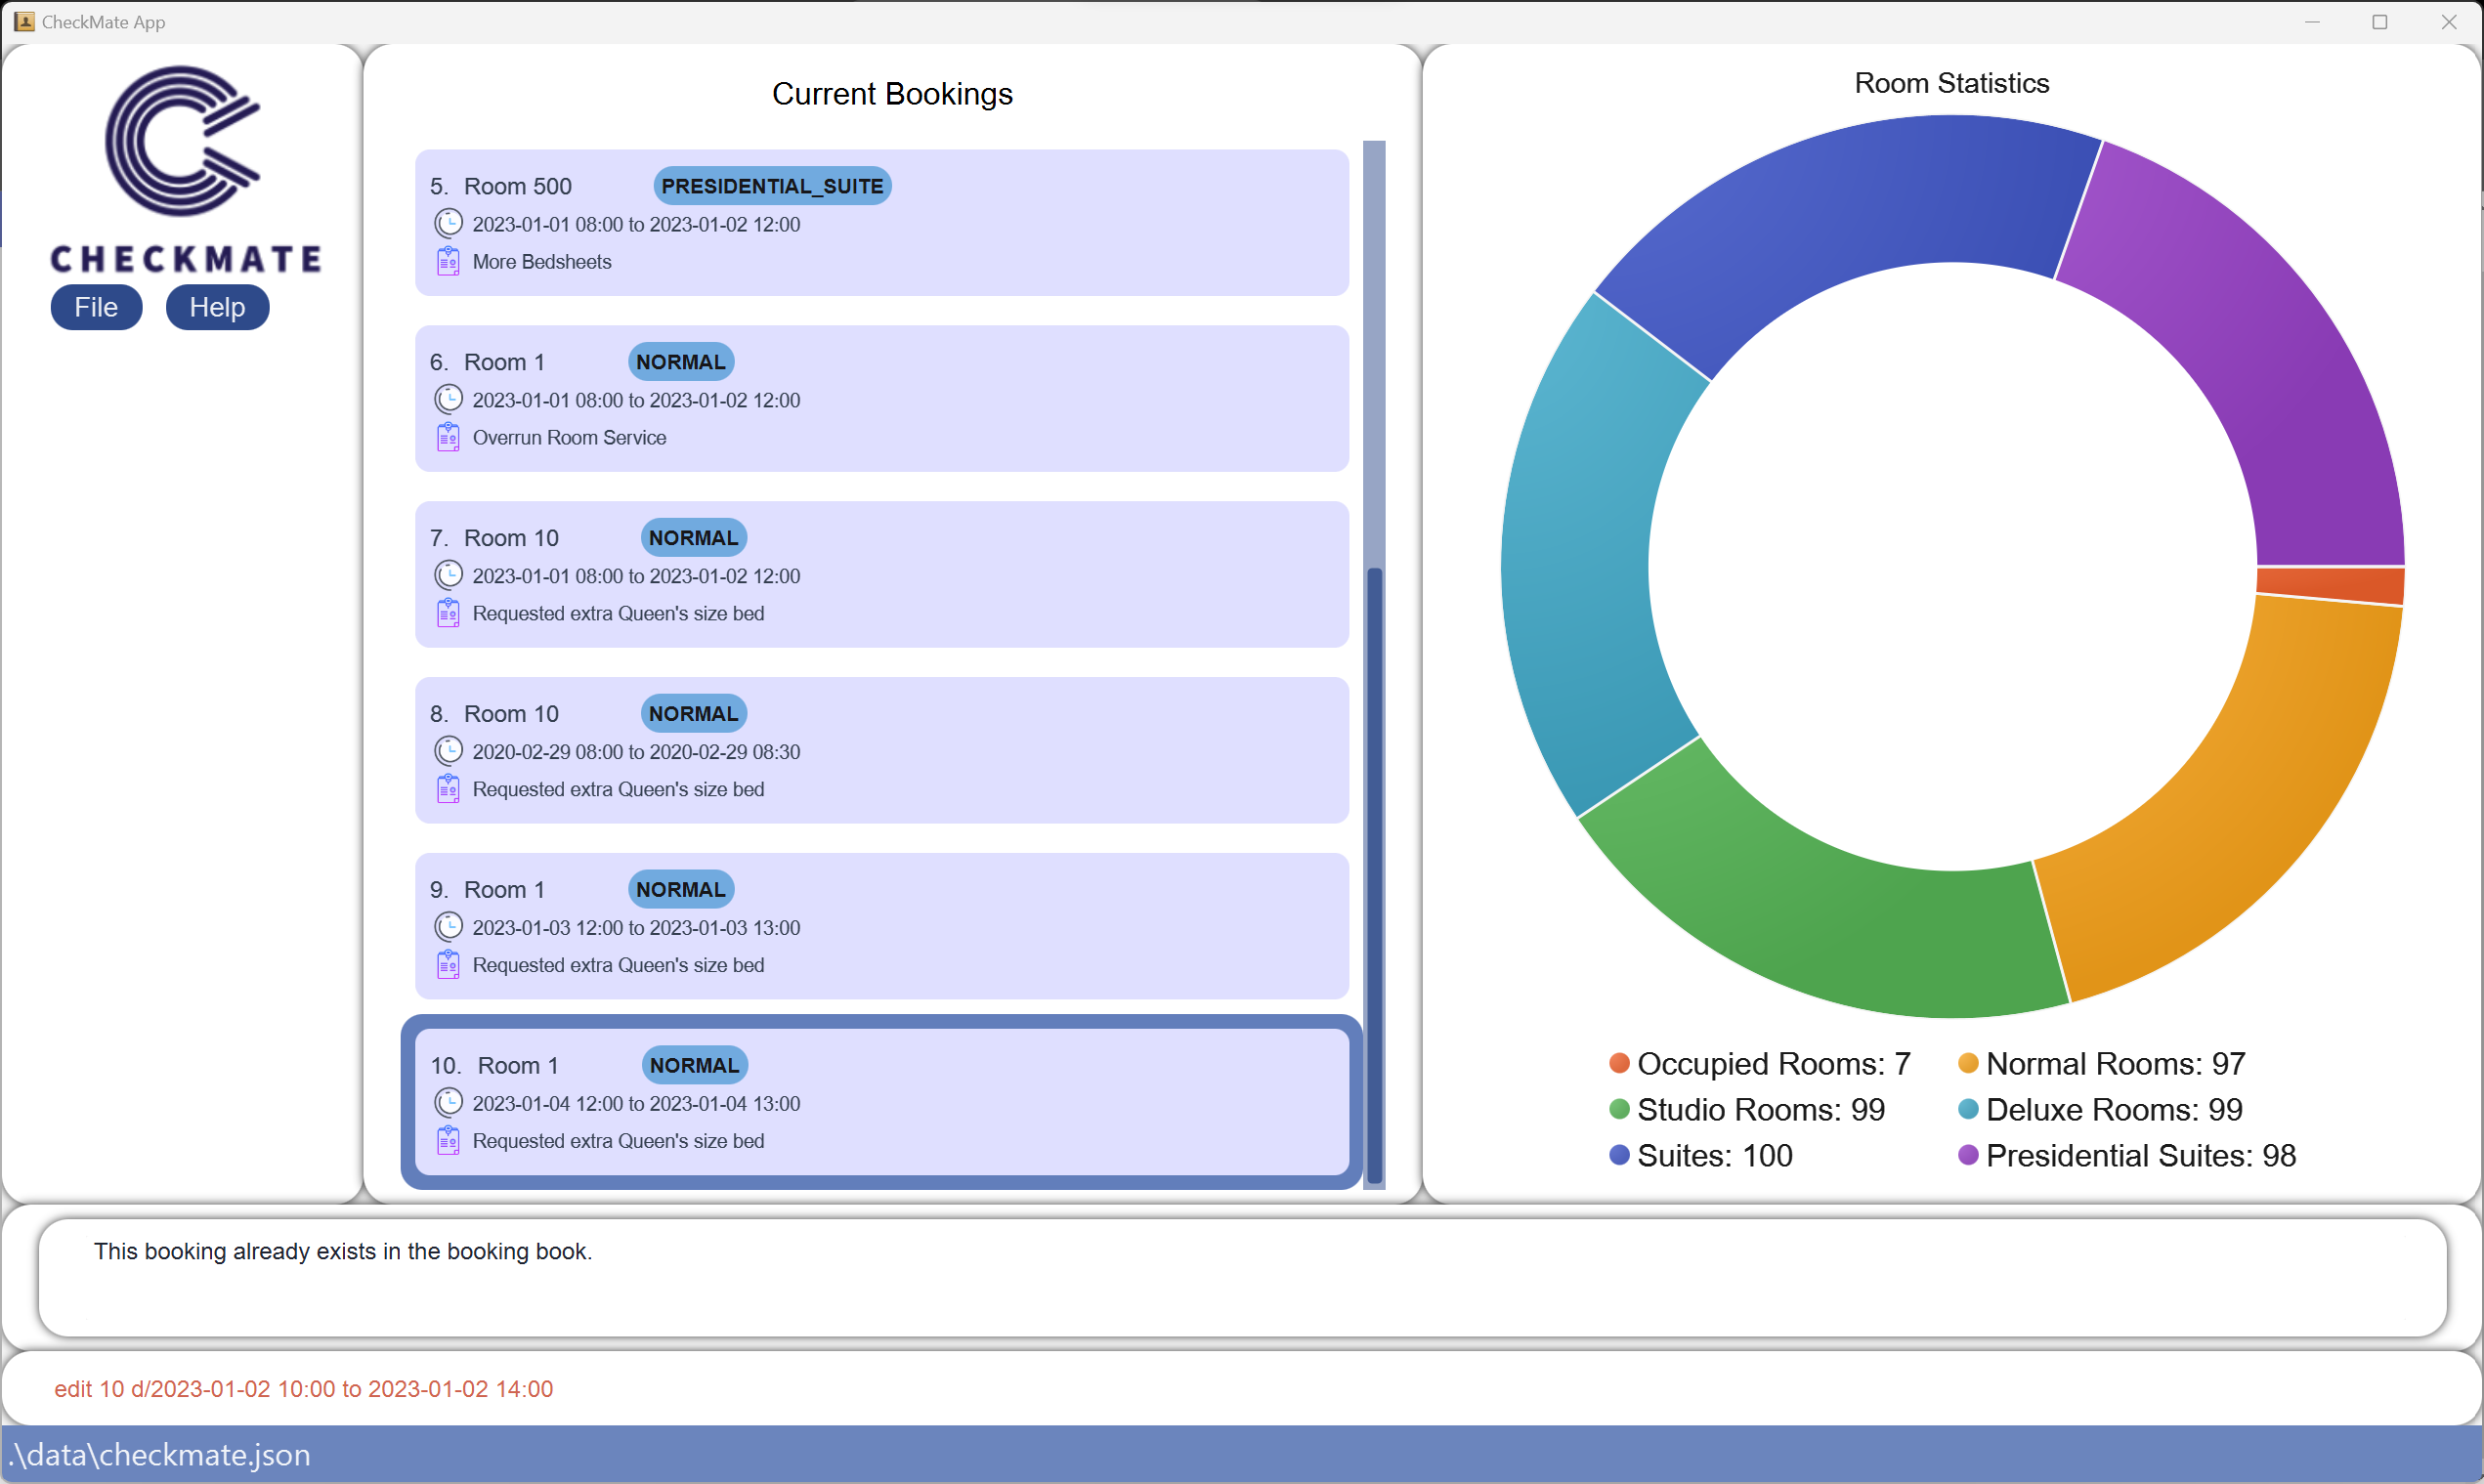 CheckMate App
CHECKMATE
File Help
Current Bookings
5. Room 500 PRESIDENTIAL_SUITE
2023-01-01 08:00 to 2023-01-02 12:00
More Bedsheets
6. Room 1 NORMAL
2023-01-01 08:00 to 2023-01-02 12:00
Overrun Room Service
7. Room 10 NORMAL
2023-01-01 08:00 to 2023-01-02 12:00
Requested extra Queen's size bed
8. Room 10 NORMAL
2020-02-29 08:00 to 2020-02-29 08:30
Requested extra Queen's size bed
9. Room 1 NORMAL
2023-01-03 12:00 to 2023-01-03 13:00
Requested extra Queen's size bed
10. Room 1 NORMAL
2023-01-04 12:00 to 2023-01-04 13:00
Requested extra Queen's size bed
Room Statistics
Occupied Rooms: 7 Normal Rooms: 97
Studio Rooms: 99 Deluxe Rooms: 99
Suites: 100 Presidential Suites: 98
This booking already exists in the booking book.
edit 10 d/2023-01-02 10:00 to 2023-01-02 14:00
.\data\checkmate.json